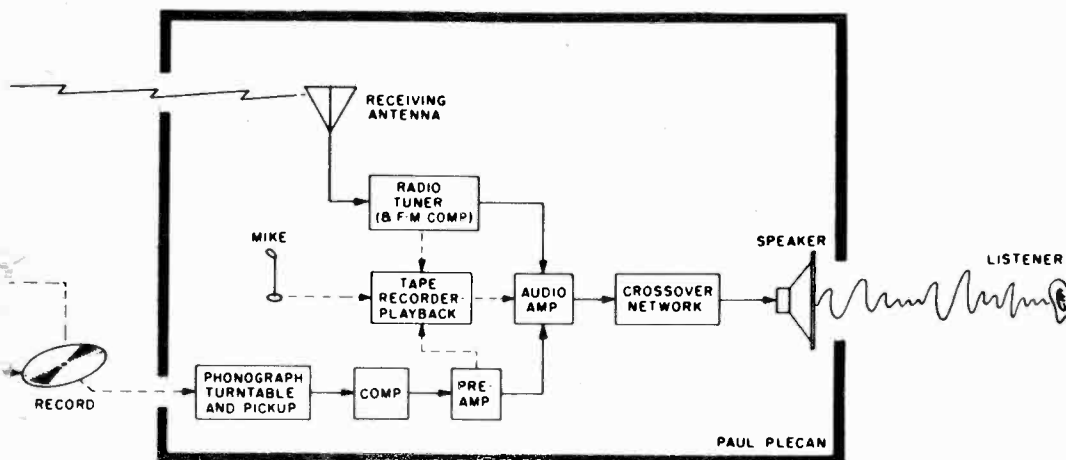 RECEIVING
ANTENNA
RADIO
TUNER
(& F-M COMP)
MIKE
SPEAKER
LISTENER
TAPE
RECORDER-
PLAYBACK
AUDIO
AMP
CROSSOVER
NETWORK
RECORD
PHONOGRAPH
TURNTABLE
AND PICKUP
COMP
PRE-
AMP
PAUL PLECAN